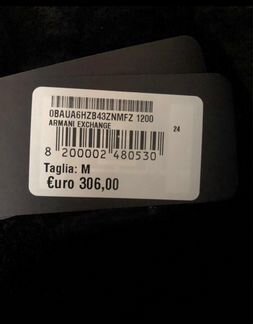 0BAUA6HZB43ZNMFZ 1200
ARMANI EXCHANGE
24
8 200002 480530
Taglia: M
€uro 306,00